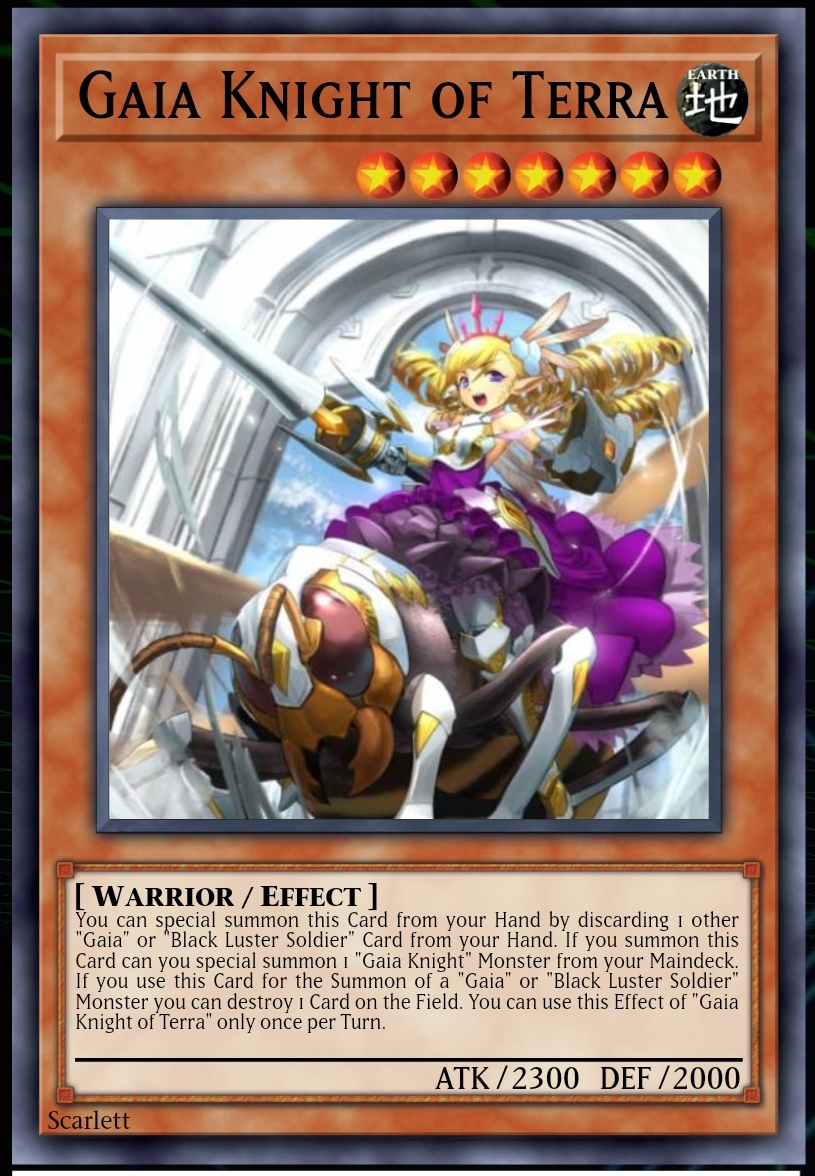 Gaia Knight of Terra
EARTH
地
[ Warrior / Effect ]
You can special summon this Card from your Hand by discarding 1 other
"Gaia" or "Black Luster Soldier" Card from your Hand. If you summon this
Card can you special summon 1 "Gaia Knight" Monster from your Maindeck.
If you use this Card for the Summon of a "Gaia" or "Black Luster Soldier"
Monster you can destroy 1 Card on the Field. You can use this Effect of "Gaia
Knight of Terra" only once per Turn.
ATK / 2300 DEF / 2000
Scarlett